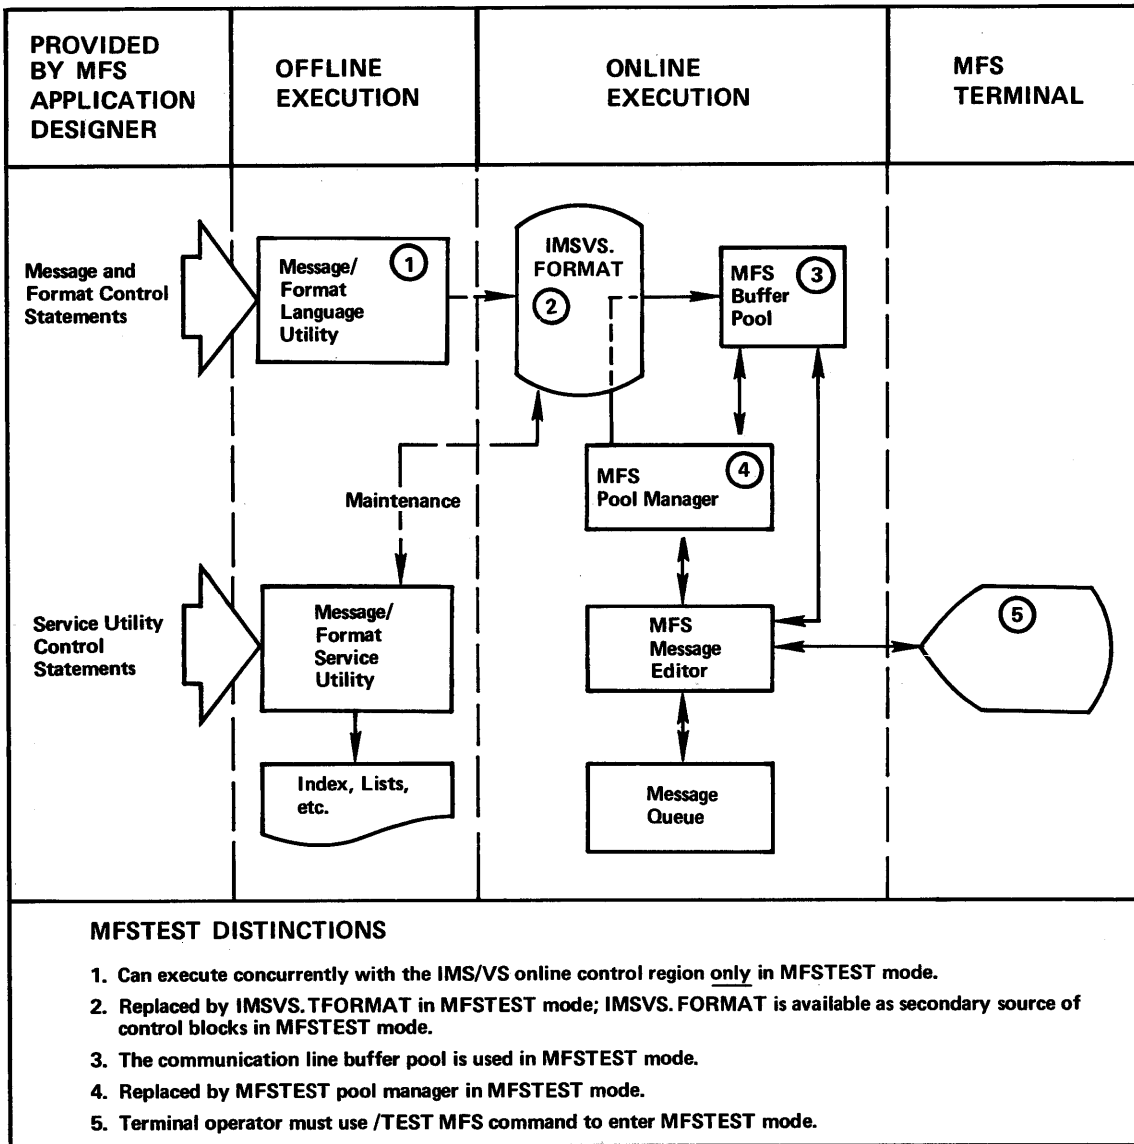 PROVIDED
BY MFS
APPLICATION
DESIGNER
OFFLINE
EXECUTION
ONLINE
EXECUTION
MFS
TERMINAL
Message and
Format Control
Statements
Message/
Format
Language
Utility
1
IMSVS.
FORMAT
2
MFS
Buffer
Pool
3
MFS
Pool Manager
4
Maintenance
Service Utility
Control
Statements
Message/
Format
Service
Utility
MFS
Message
Editor
5
Index, Lists,
etc.
Message
Queue
MFSTEST DISTINCTIONS
1. Can execute concurrently with the IMS/VS online control region only in MFSTEST mode.
2. Replaced by IMSVS.TFORMAT in MFSTEST mode; IMSVS.FORMAT is available as secondary source of
control blocks in MFSTEST mode.
3. The communication line buffer pool is used in MFSTEST mode.
4. Replaced by MFSTEST pool manager in MFSTEST mode.
5. Terminal operator must use /TEST MFS command to enter MFSTEST mode.